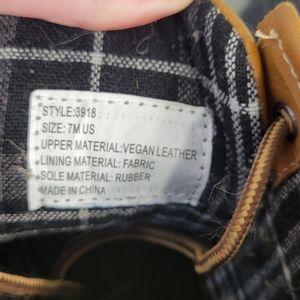 STYLE:3918
SIZE: 7M US
UPPER MATERIAL:VEGAN LEATHER
LINING MATERIAL: FABRIC
SOLE MATERIAL: RUBBER
MADE IN CHINA